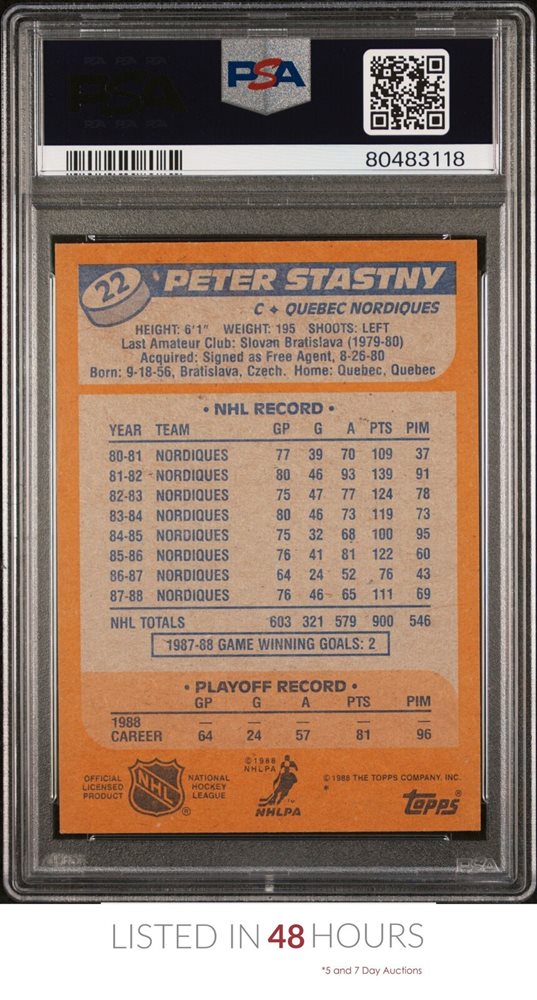 PSA
PSA
80483118
22
PETER STASTNY
C ✦ QUEBEC NORDIQUES
HEIGHT: 6'1" WEIGHT: 195 SHOOTS: LEFT
Last Amateur Club: Slovan Bratislava (1979-80)
Acquired: Signed as Free Agent, 8-26-80
Born: 9-18-56, Bratislava, Czech. Home: Quebec, Quebec
• NHL RECORD •
YEAR TEAM GP G A PTS PIM
80-81 NORDIQUES 77 39 70 109 37
81-82 NORDIQUES 80 46 93 139 91
82-83 NORDIQUES 75 47 77 124 78
83-84 NORDIQUES 80 46 73 119 73
84-85 NORDIQUES 75 32 68 100 95
85-86 NORDIQUES 76 41 81 122 60
86-87 NORDIQUES 64 24 52 76 43
87-88 NORDIQUES 76 46 65 111 69
NHL TOTALS 603 321 579 900 546
1987-88 GAME WINNING GOALS: 2
• PLAYOFF RECORD •
GP G A PTS PIM
1988 — — — — —
CAREER 64 24 57 81 96
OFFICIAL LICENSED PRODUCT
NHL ®
NATIONAL HOCKEY LEAGUE
©1988 NHLPA
TM
NHLPA
©1988 THE TOPPS COMPANY, INC.
*
topps®
PSA
LISTED IN 48 HOURS
*5 and 7 Day Auctions